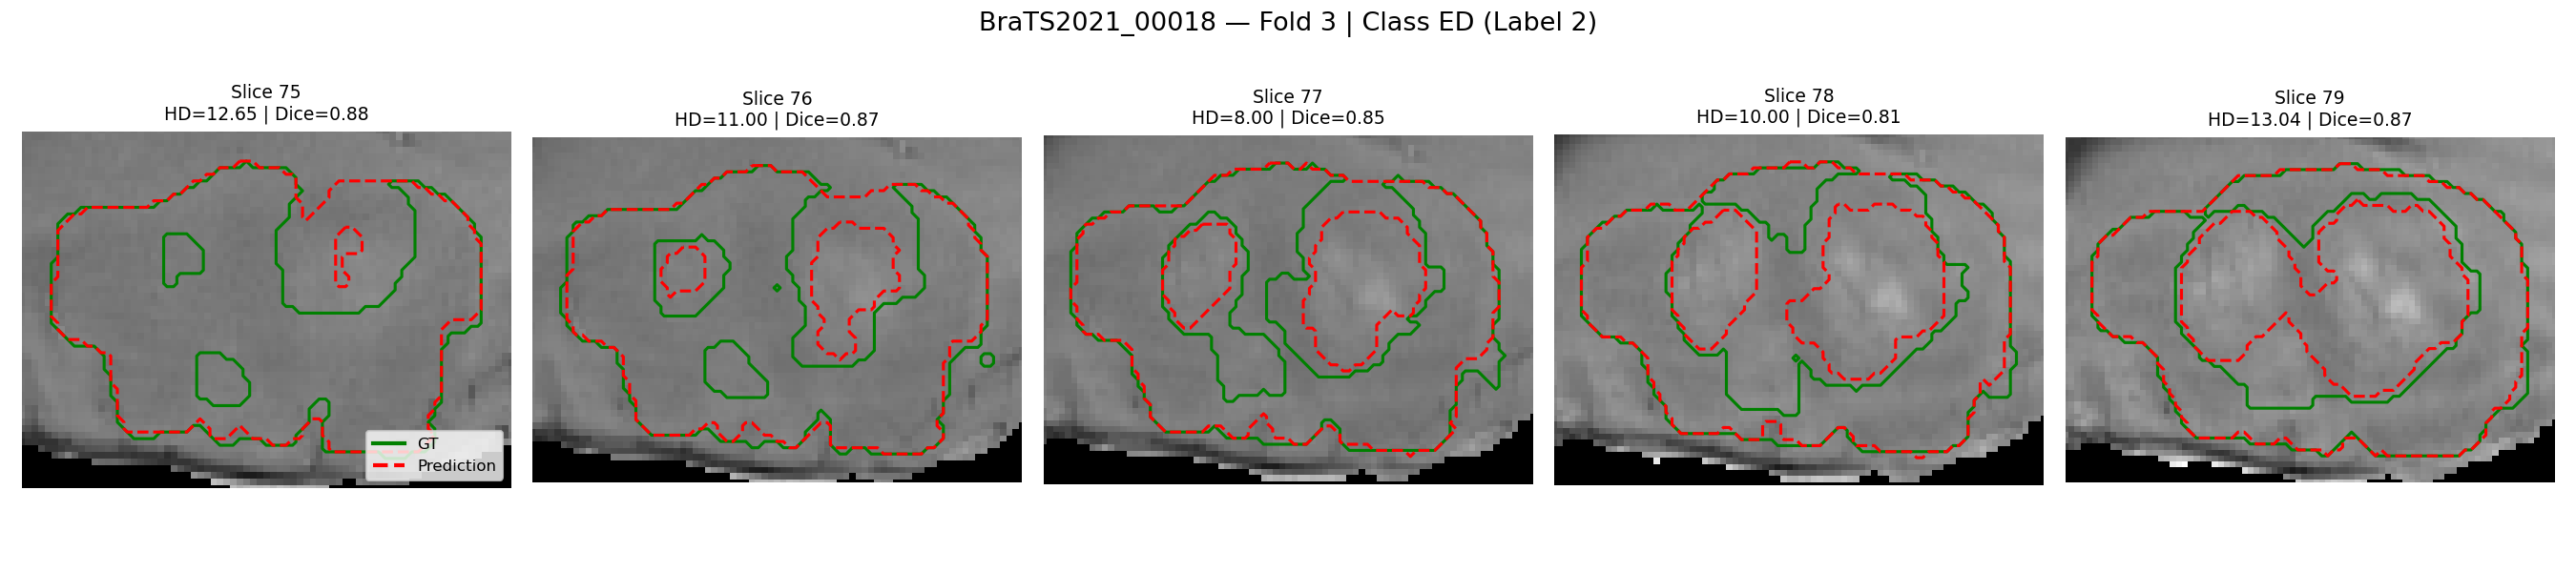 BraTS2021_00018 — Fold 3 | Class ED (Label 2)
Slice 75
HD=12.65 | Dice=0.88
Slice 76
HD=11.00 | Dice=0.87
Slice 77
HD=8.00 | Dice=0.85
Slice 78
HD=10.00 | Dice=0.81
Slice 79
HD=13.04 | Dice=0.87
GT
Prediction